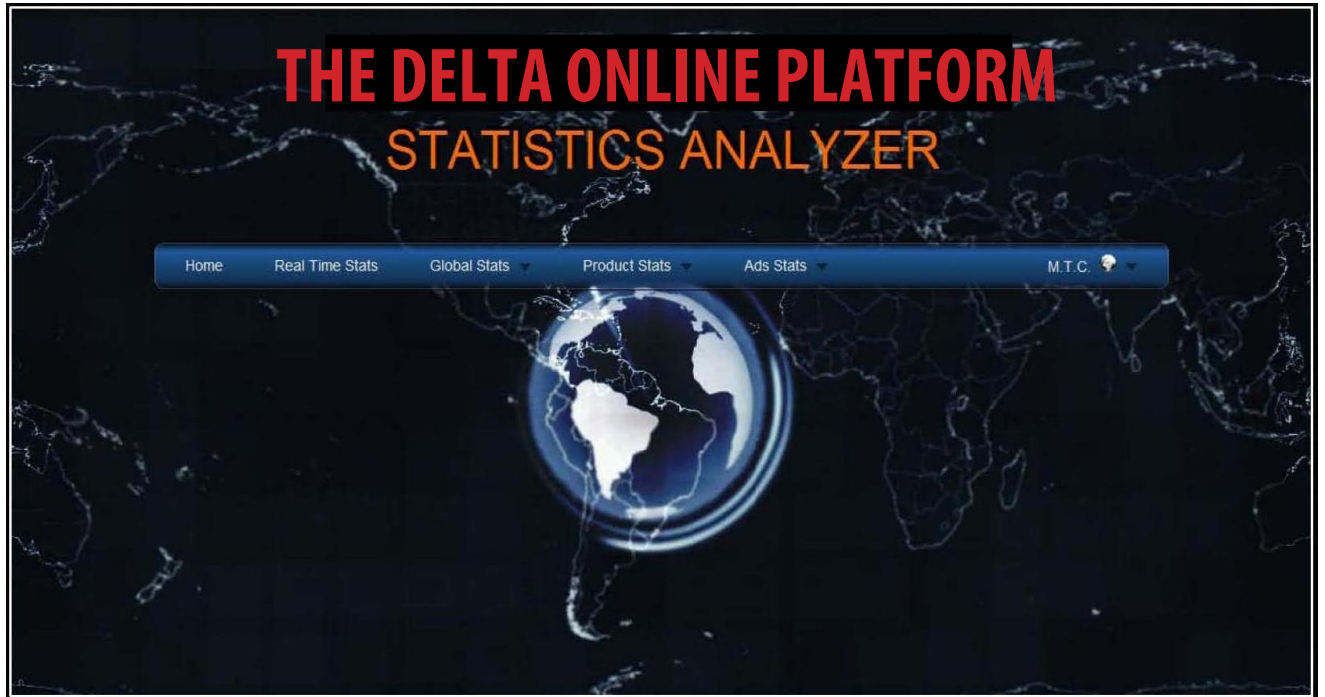 THE DELTA ONLINE PLATFORM
STATISTICS ANALYZER
Home Real Time Stats Global Stats Product Stats Ads Stats M.T.C.